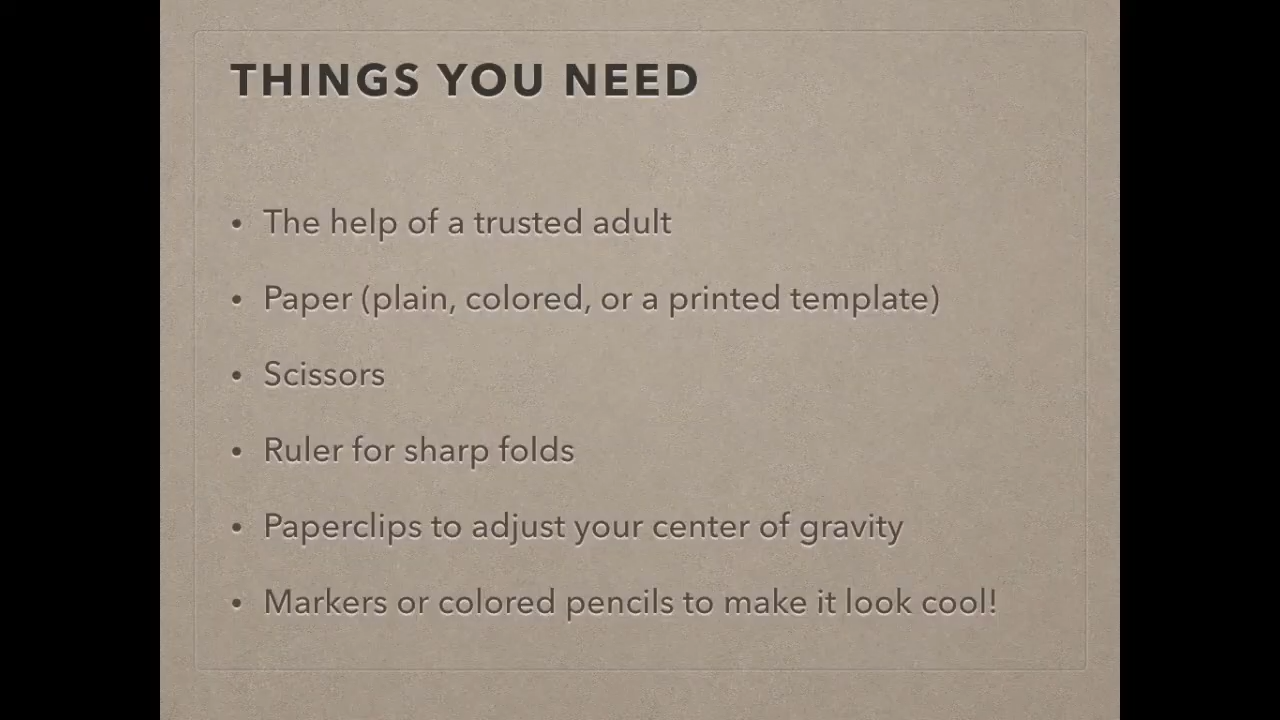 THINGS YOU NEED
• The help of a trusted adult
• Paper (plain, colored, or a printed template)
• Scissors
• Ruler for sharp folds
• Paperclips to adjust your center of gravity
• Markers or colored pencils to make it look cool!